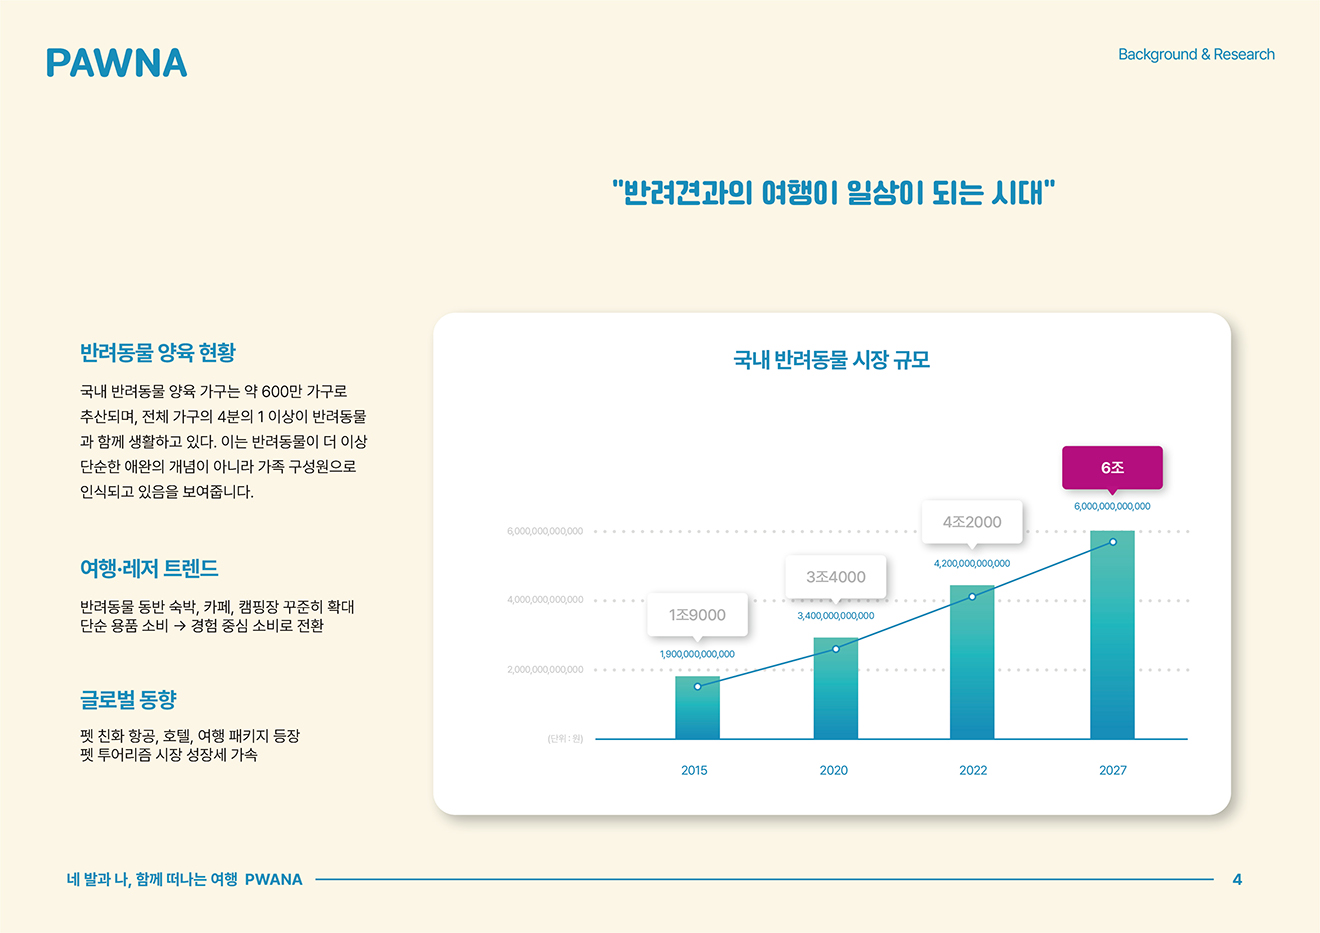 PAWNA
Background & Research
"반려견과의 여행이 일상이 되는 시대"
반려동물 양육 현황
국내 반려동물 양육 가구는 약 600만 가구로
추산되며, 전체 가구의 4분의 1 이상이 반려동물
과 함께 생활하고 있다. 이는 반려동물이 더 이상
단순한 애완의 개념이 아니라 가족 구성원으로
인식되고 있음을 보여줍니다.
여행·레저 트렌드
반려동물 동반 숙박, 카페, 캠핑장 꾸준히 확대
단순 용품 소비 → 경험 중심 소비로 전환
글로벌 동향
펫 친화 항공, 호텔, 여행 패키지 등장
펫 투어리즘 시장 성장세 가속
국내 반려동물 시장 규모
6조
6,000,000,000,000
4조2000
4,200,000,000,000
3조4000
3,400,000,000,000
1조9000
1,900,000,000,000
6,000,000,000,000
4,000,000,000,000
2,000,000,000,000
(단위 : 원)
2015
2020
2022
2027
네 발과 나, 함께 떠나는 여행 PWANA
4